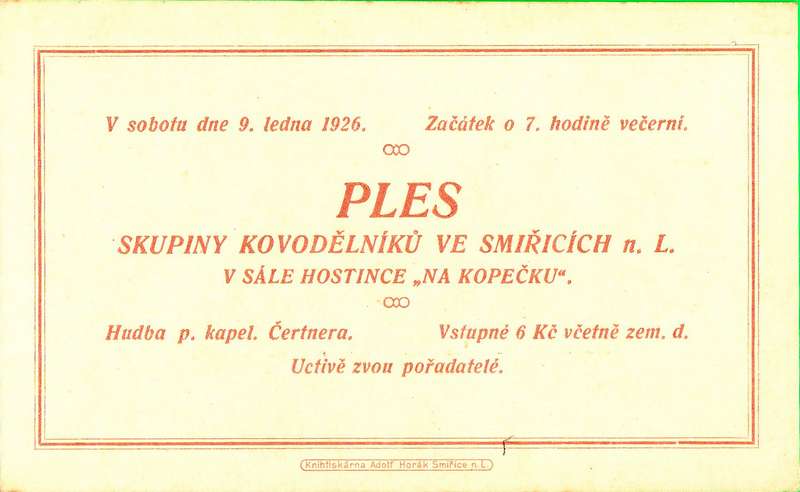 V sobotu dne 9. ledna 1926. Začátek o 7. hodině večerní.
PLES
SKUPINY KOVODĚLNÍKŮ VE SMIŘICÍCH n. L.
V SÁLE HOSTINCE „NA KOPEČKU“.
Hudba p. kapel. Čertnera. Vstupné 6 Kč včetně zem. d.
Uctivě zvou pořadatelé.
Knihtiskárna Adolf Horák Smiřice n L.